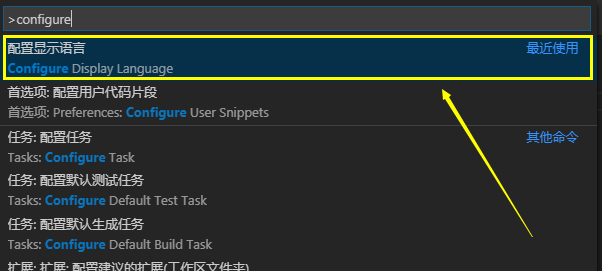 >configure
配置显示语言 最近使用
Configure Display Language
首选项: 配置用户代码片段
首选项: Preferences: Configure User Snippets
任务: 配置任务 其他命令
Tasks: Configure Task
任务: 配置默认测试任务
Tasks: Configure Default Test Task
任务: 配置默认生成任务
Tasks: Configure Default Build Task
扩展: 扩展: 配置建议的扩展(工作区文件夹)